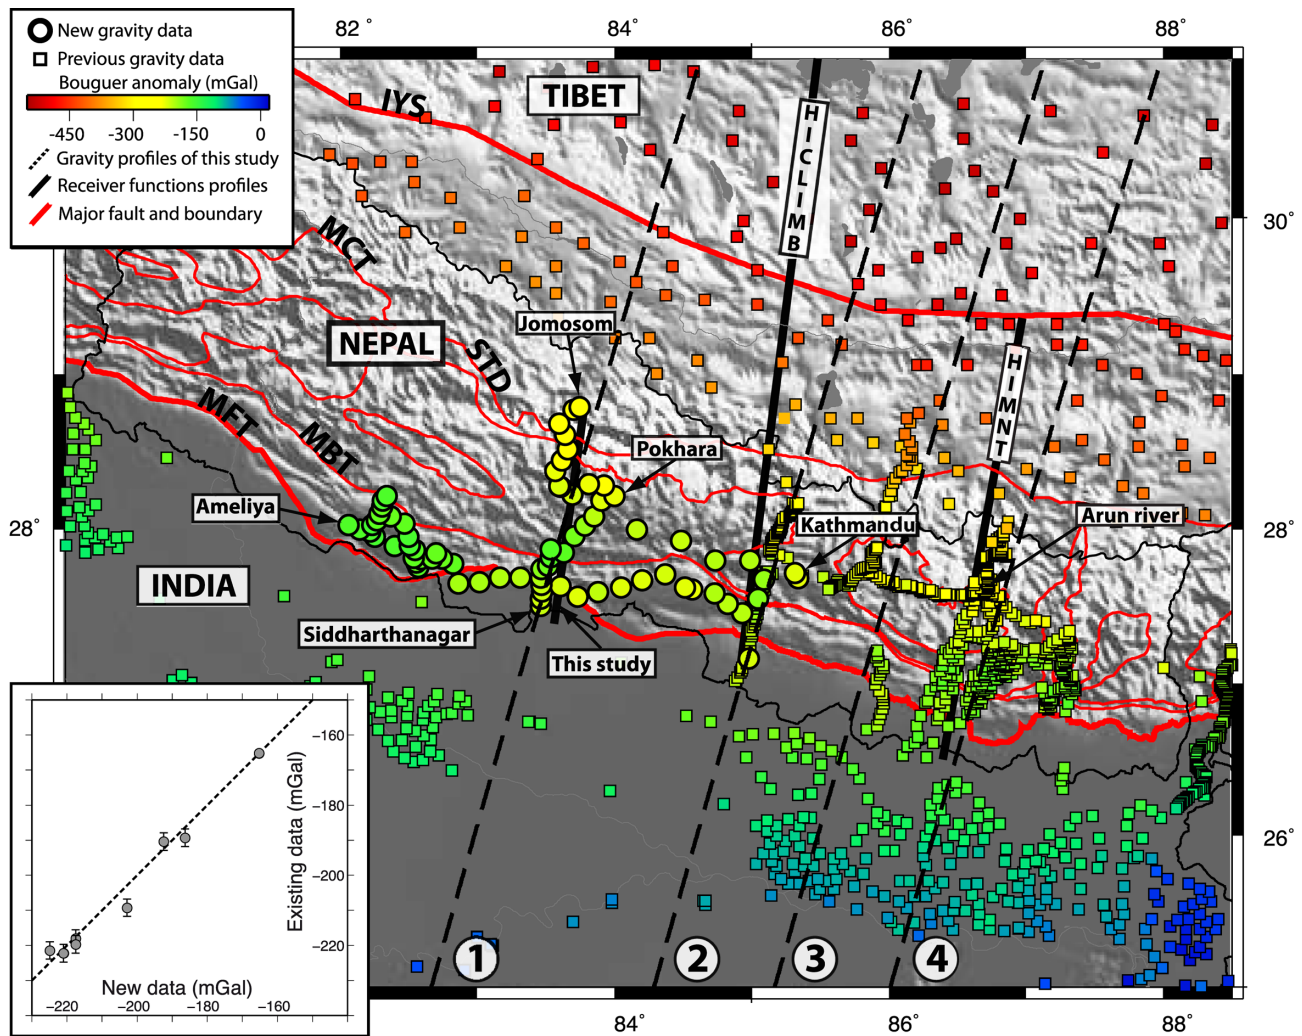 New gravity data
Previous gravity data
Bouguer anomaly (mGal)
−450 −300 −150 0
Gravity profiles of this study
Receiver functions profiles
Major fault and boundary
82° 84° 86° 88°
TIBET
IYS
HICLIMB
30°
MCT
Jomosom
NEPAL
STD
HIMNT
MFT
MBT
Pokhara
Ameliya
28°
Kathmandu
Arun river
28°
INDIA
Siddharthanagar
This study
26°
1 2 3 4
84° 86° 88°
Existing data (mGal)
−160
−180
−200
−220
New data (mGal)
−220 −200 −180 −160